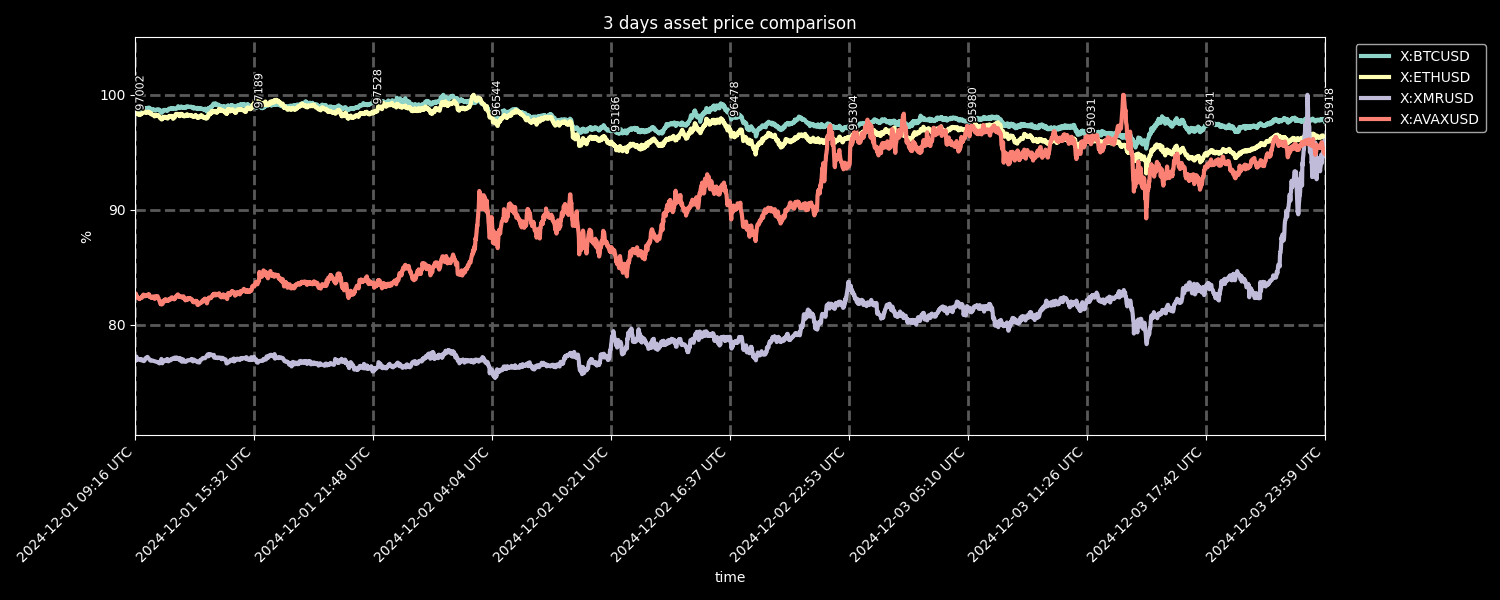 3 days asset price comparison
X:BTCUSD
X:ETHUSD
X:XMRUSD
X:AVAXUSD
100
90
80
%
97002
97199
97528
96544
95186
96478
95304
95980
95031
95641
95918
2024-12-01 09:16 UTC
2024-12-01 15:32 UTC
2024-12-01 21:48 UTC
2024-12-02 04:04 UTC
2024-12-02 10:21 UTC
2024-12-02 16:37 UTC
2024-12-02 22:53 UTC
2024-12-03 05:10 UTC
2024-12-03 11:26 UTC
2024-12-03 17:42 UTC
2024-12-03 23:59 UTC
time